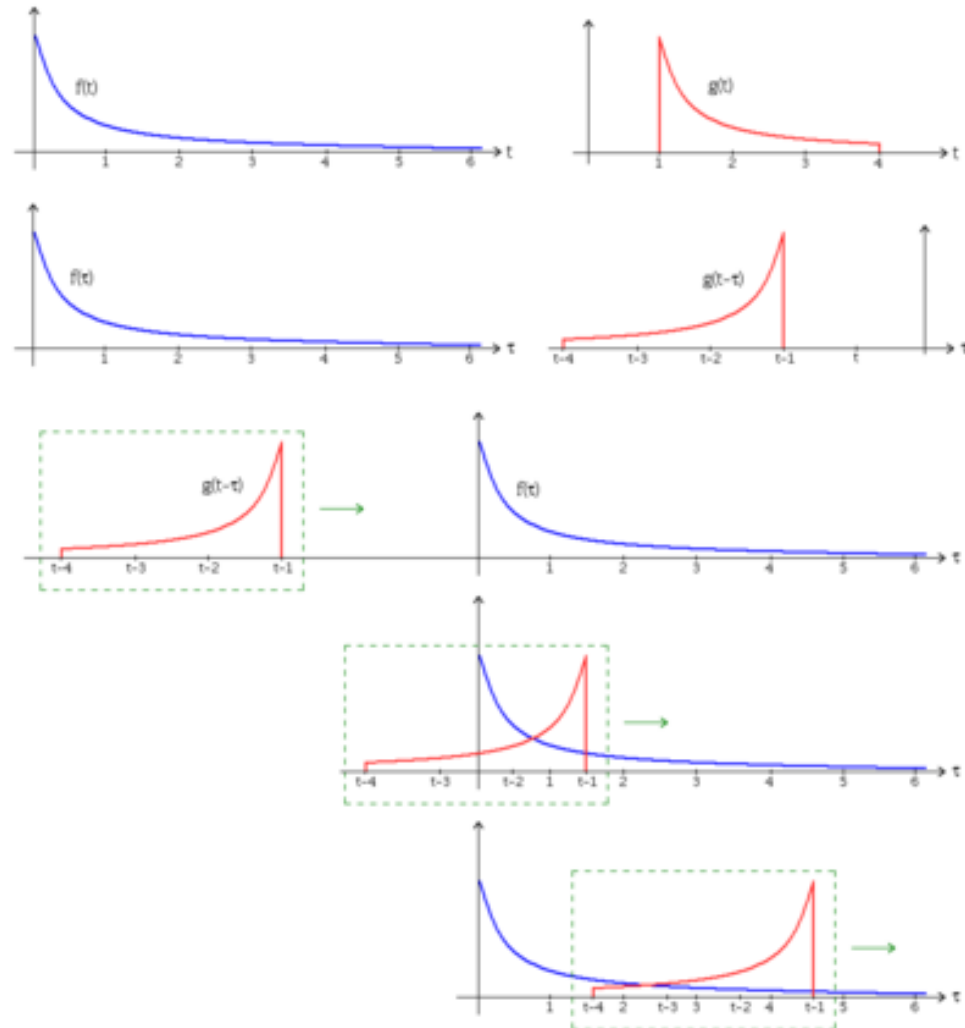 f(t)
g(t)
1 2 3 4 5 6 t
1 2 3 4 t
f(τ)
g(t-τ)
1 2 3 4 5 6 τ
t-4 t-3 t-2 t-1 t τ
g(t-τ)
f(τ)
t-4 t-3 t-2 t-1 1 2 3 4 5 6 τ
t-4 t-3 t-2 1 t-1 2 3 4 5 6 τ
1 t-4 2 t-3 3 t-2 4 t-1 5 6 τ